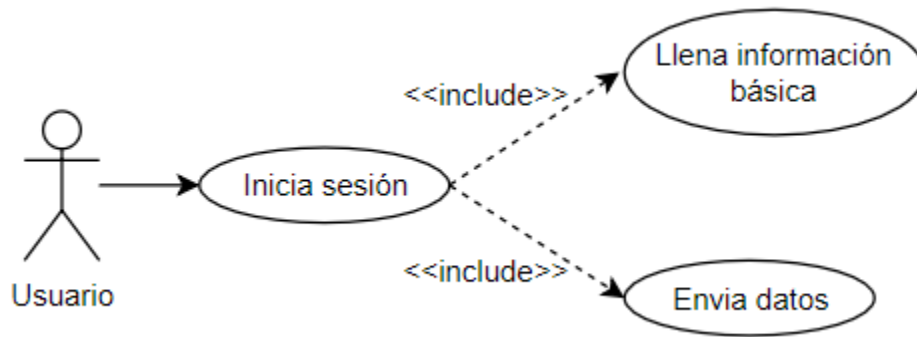 Llena información
básica
<<include>>
Inicia sesión
<<include>>
Usuario
Envia datos